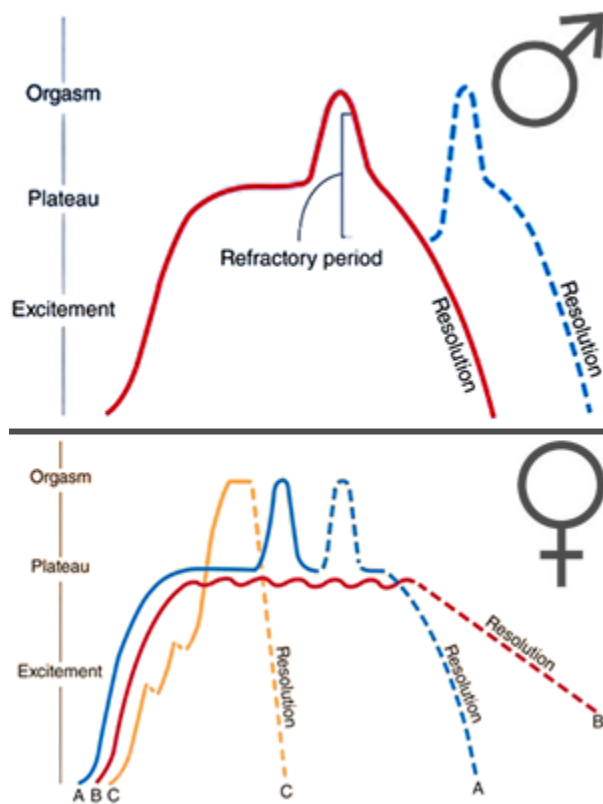 Orgasm
Plateau
Refractory period
Excitement
Resolution
Resolution
Orgasm
Plateau
Excitement
Resolution
Resolution
Resolution
B
A B C
C
A